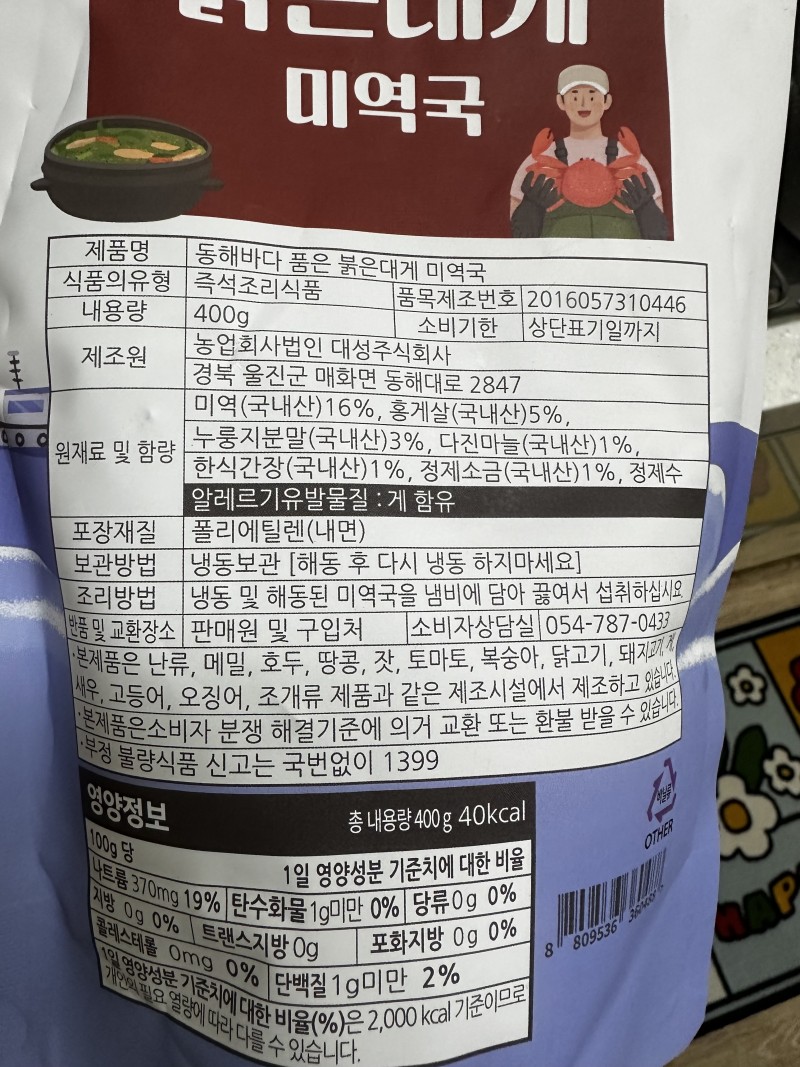 붉은대게
미역국
제품명 동해바다 품은 붉은대게 미역국
식품의유형 즉석조리식품 품목제조번호 2016057310446
내용량 400g 소비기한 상단표기일까지
제조원 농업회사법인 대성주식회사
경북 울진군 매화면 동해대로 2847
원재료 및 함량 미역(국내산)16%, 홍게살(국내산)5%,
누룽지분말(국내산)3%, 다진마늘(국내산)1%,
한식간장(국내산)1%, 정제소금(국내산)1%, 정제수
알레르기유발물질 : 게 함유
포장재질 폴리에틸렌(내면)
보관방법 냉동보관 [해동 후 다시 냉동 하지마세요]
조리방법 냉동 및 해동된 미역국을 냄비에 담아 끓여서 섭취하십시요
반품 및 교환장소 판매원 및 구입처 소비자상담실 054-787-0433
·본제품은 난류, 메밀, 호두, 땅콩, 잣, 토마토, 복숭아, 닭고기, 돼지고기, 게,
새우, 고등어, 오징어, 조개류 제품과 같은 제조시설에서 제조하고 있습니다.
·본제품은소비자 분쟁 해결기준에 의거 교환 또는 환불 받을 수 있습니다.
·부정 불량식품 신고는 국번없이 1399
영양정보 총 내용량 400g 40kcal
100g 당 1일 영양성분 기준치에 대한 비율
나트륨 370mg 19% 탄수화물 1g미만 0% 당류 0g 0%
지방 0g 0% 트랜스지방 0g 포화지방 0g 0%
콜레스테롤 0mg 0% 단백질 1g미만 2%
1일 영양성분 기준치에 대한 비율(%)은 2,000 kcal 기준이므로
개인의 필요 열량에 따라 다를 수 있습니다.
비닐류
OTHER
8 809536
HAP